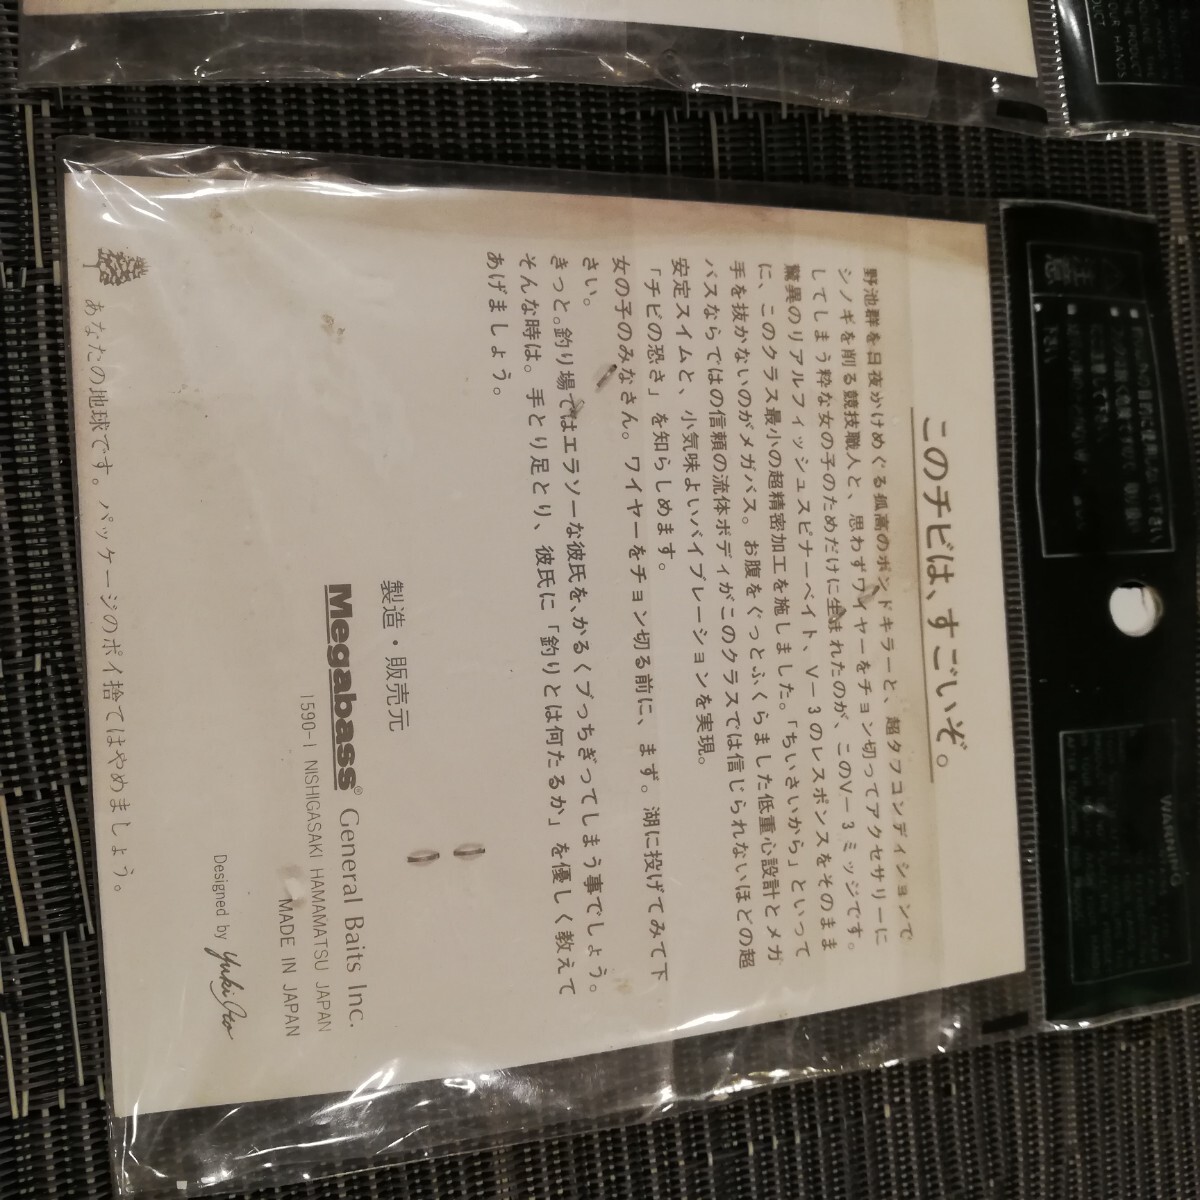 このチビは、すごいぞ。
野池群を日夜かけめぐる孤高のポンドキラーと、超タフコンディションで
シノギを削る競技職人と、思わずワイヤーをチョン切ってアクセサリーに
してしまう粋な女の子のためだけに生まれたのが、このV－3ミッジです。
驚異のリアルフィッシュスピナーベイト、V－3のレスポンスをそのまま
に、このクラス最小の超精密加工を施しました。「ちいさいから」といって
手を抜かないのがメガバス。お腹をぐっとふくらました低重心設計とメガ
バスならではの信頼の流体ボディがこのクラスでは信じられないほどの超
安定スイムと、小気味よいバイブレーションを実現。
「チビの恐さ」を知らしめます。
女の子のみなさん。ワイヤーをチョン切る前に、まず。湖に投げてみて下
さい。
きっと。釣り場ではエラソーな彼氏を、かるくブっちぎってしまう事でしょう。
そんな時は。手とり足とり、彼氏に「釣りとは何たるか」を優しく教えて
あげましょう。
製造・販売元
Megabass® General Baits Inc.
1590-1 NISHIGASAKI HAMAMATSU JAPAN
MADE IN JAPAN
Designed by Yuki Ito
あなたの地球です。パッケージのポイ捨てはやめましょう。
注意
WARNING